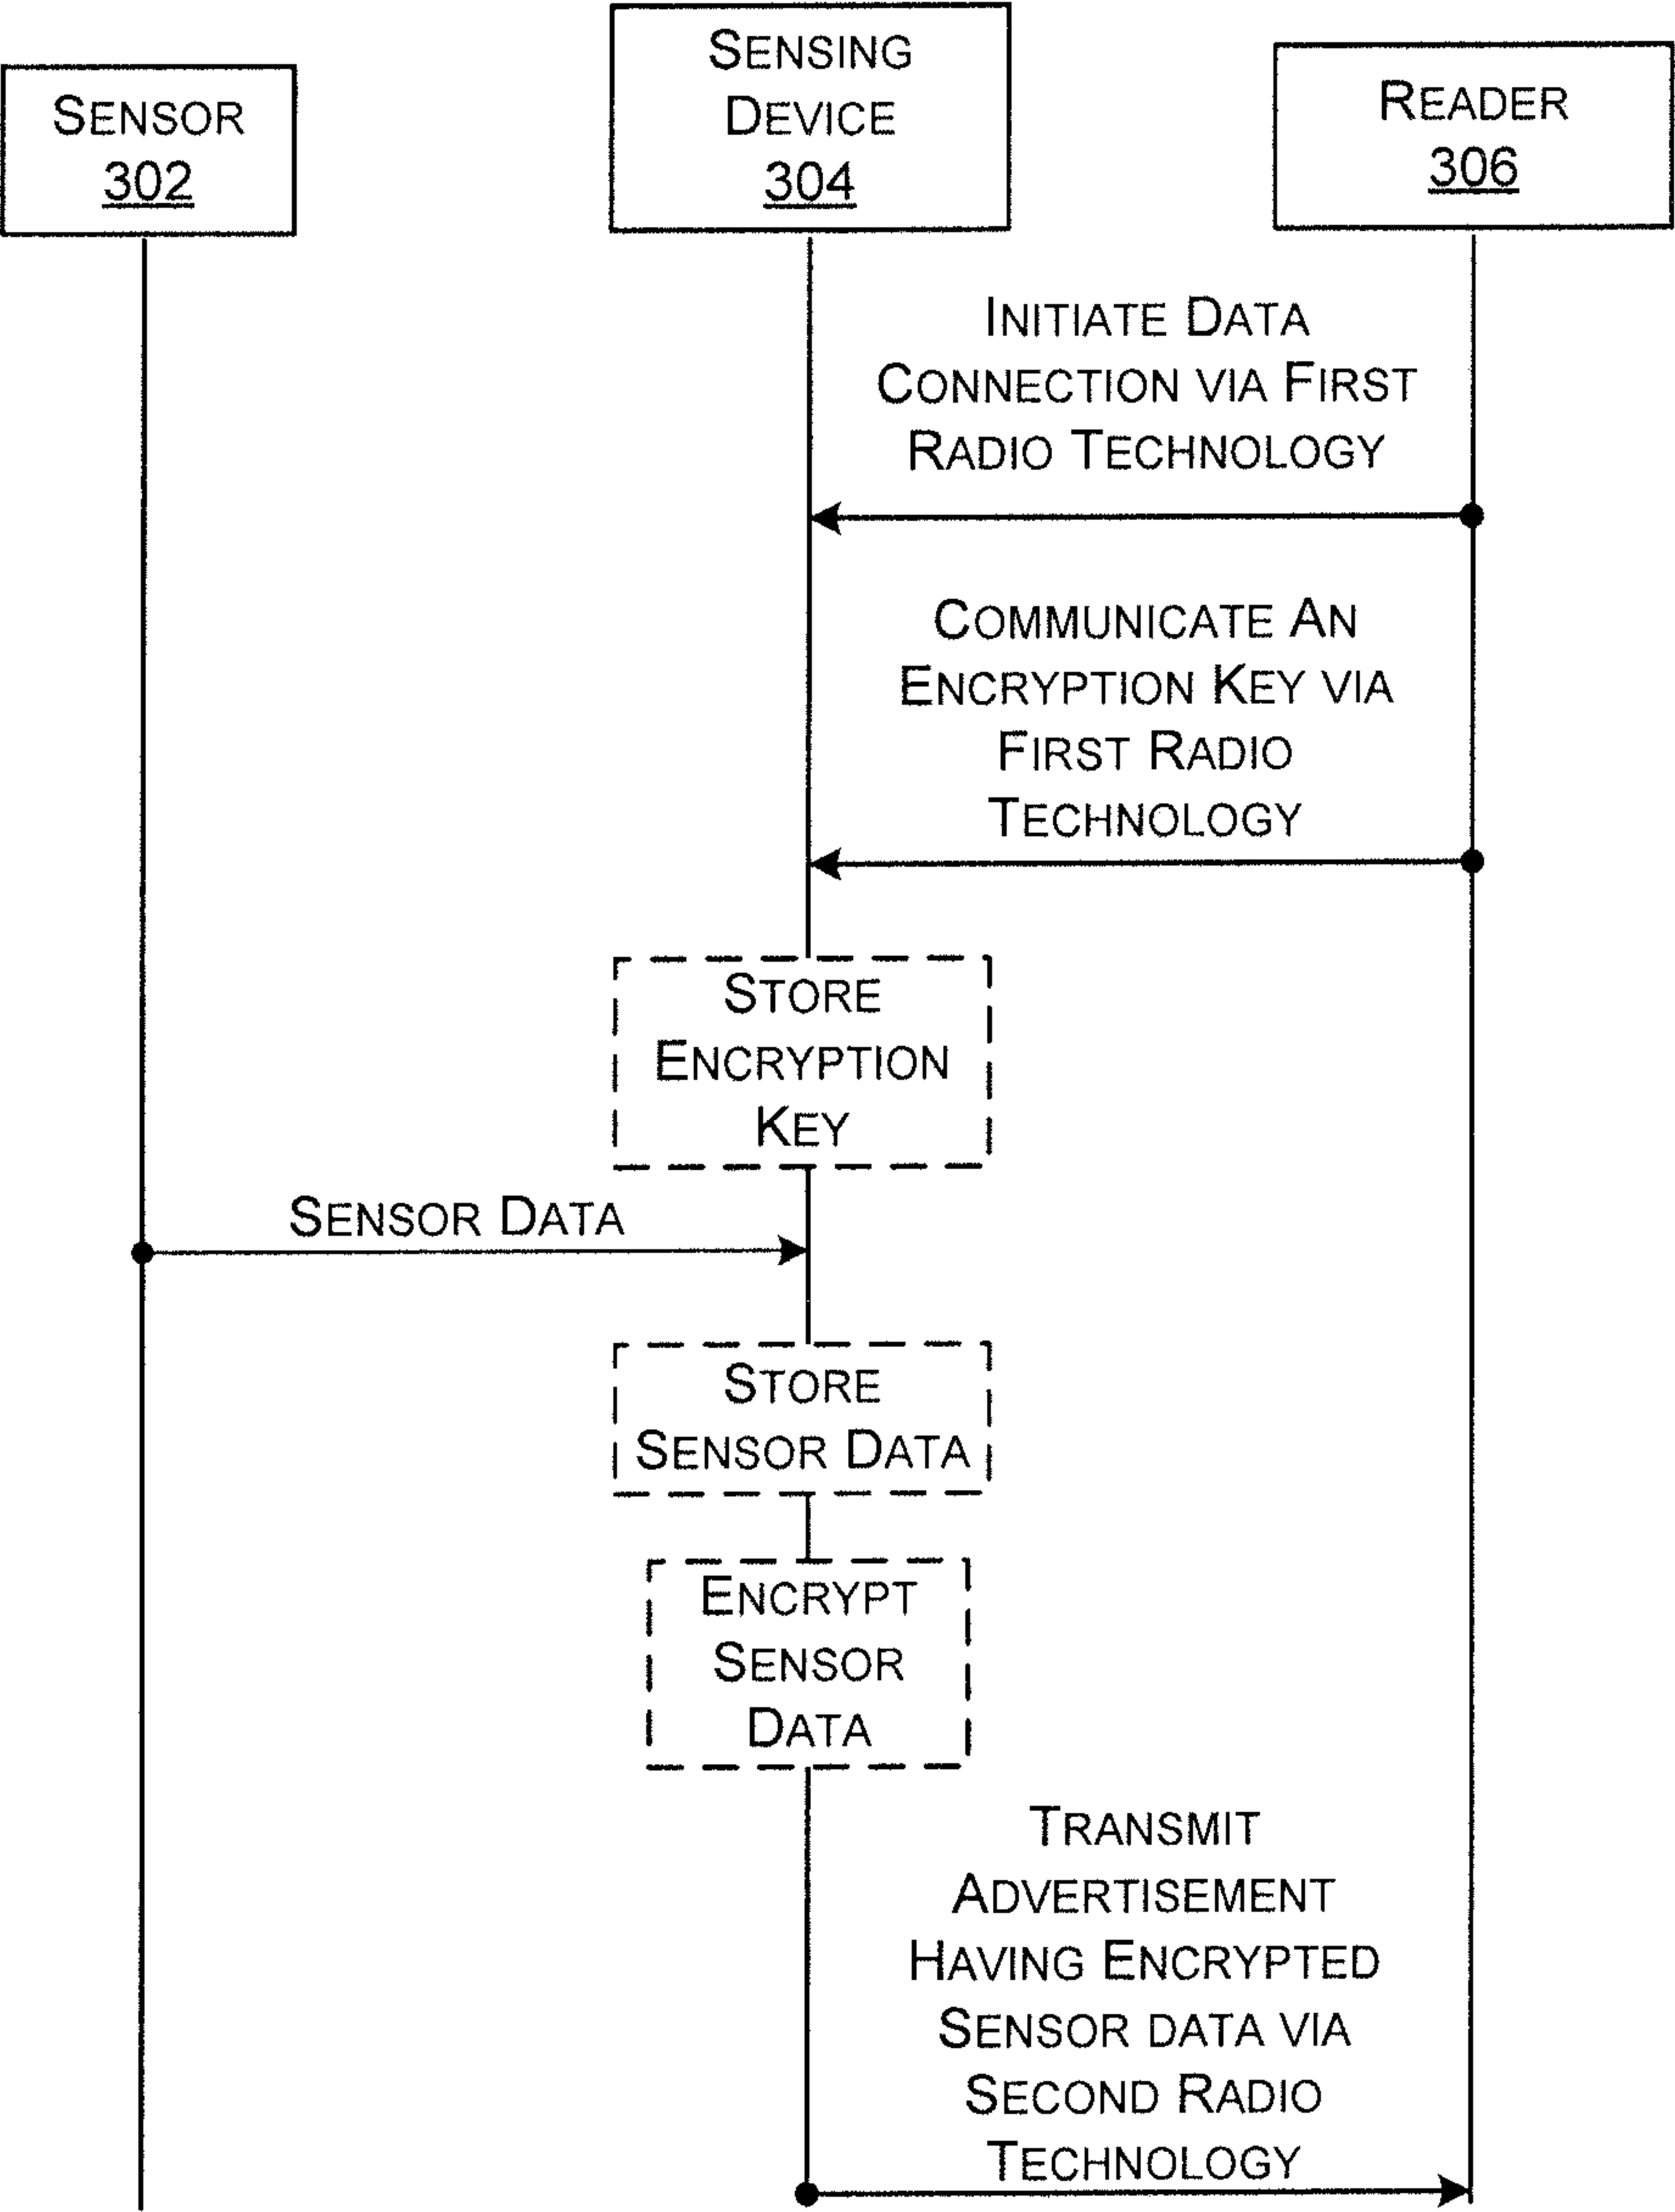 SENSOR
302
SENSING
DEVICE
304
READER
306
INITIATE DATA
CONNECTION VIA FIRST
RADIO TECHNOLOGY
COMMUNICATE AN
ENCRYPTION KEY VIA
FIRST RADIO
TECHNOLOGY
STORE
ENCRYPTION
KEY
SENSOR DATA
STORE
SENSOR DATA
ENCRYPT
SENSOR
DATA
TRANSMIT
ADVERTISEMENT
HAVING ENCRYPTED
SENSOR DATA VIA
SECOND RADIO
TECHNOLOGY